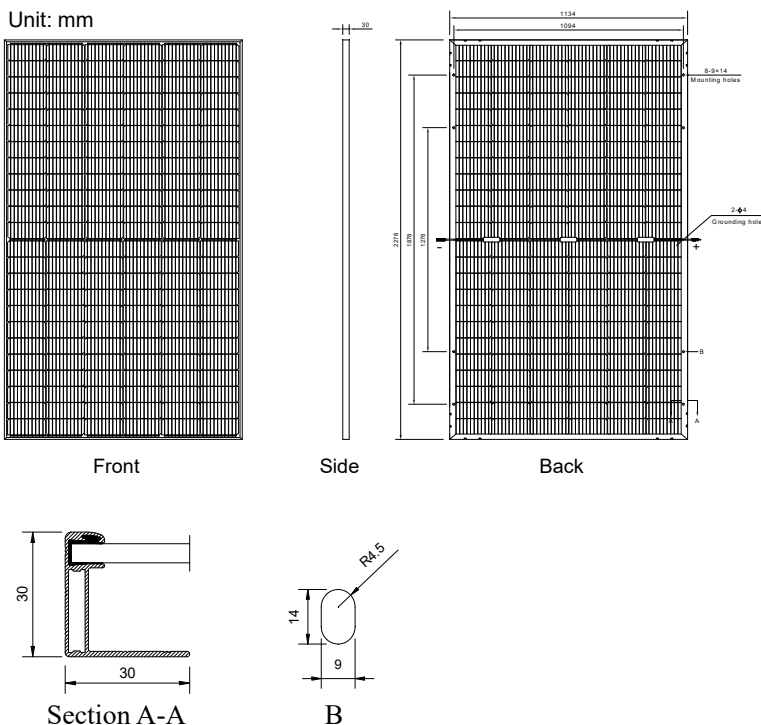 Unit: mm
30
1134
1094
8-9×14
Mounting holes
2-ϕ4
Grounding hole
2278
1878
1278
-
+
B
A
A
Front
Side
Back
30
30
Section A-A
14
9
R4.5
B